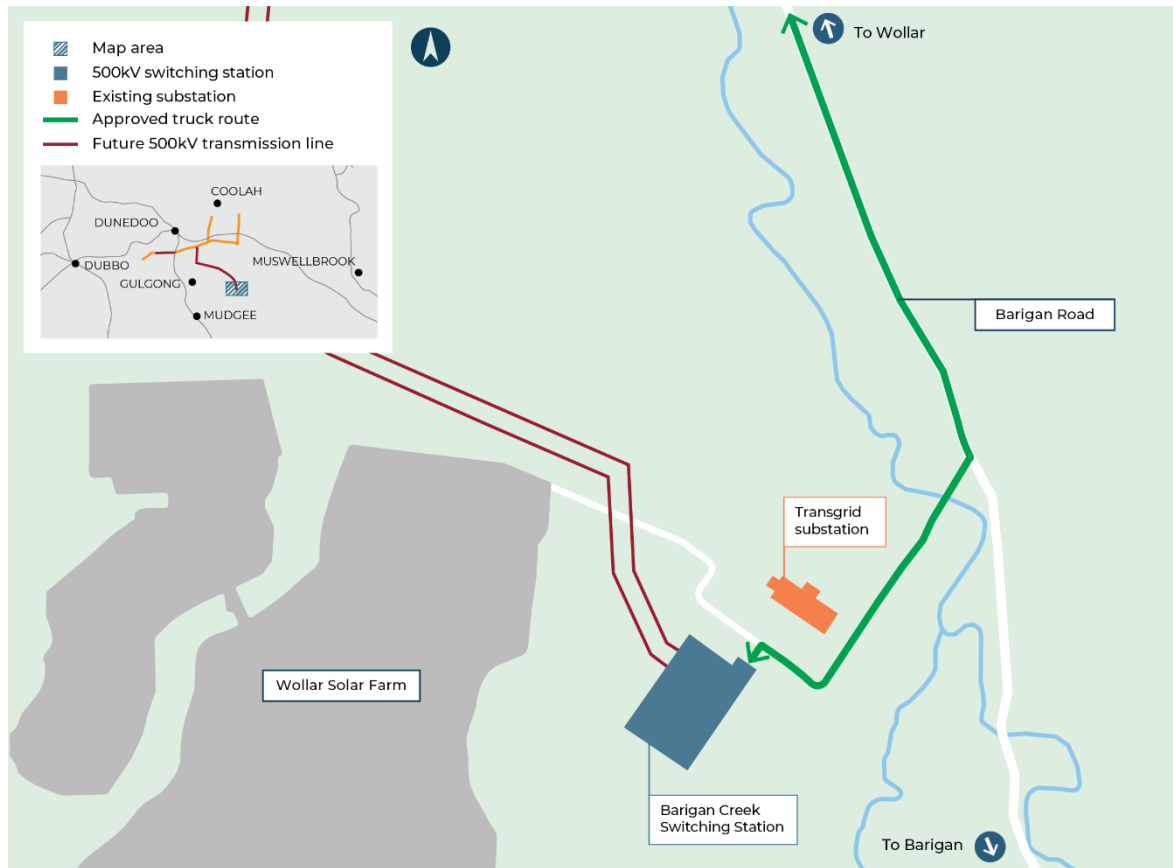 Map area
500kV switching station
Existing substation
Approved truck route
Future 500kV transmission line
COOLAH
DUNEDOO
DUBBO
MUSWELLBROOK
GULGONG
MUDGEE
To Wollar
Barigan Road
Transgrid
substation
Wollar Solar Farm
Barigan Creek
Switching Station
To Barigan